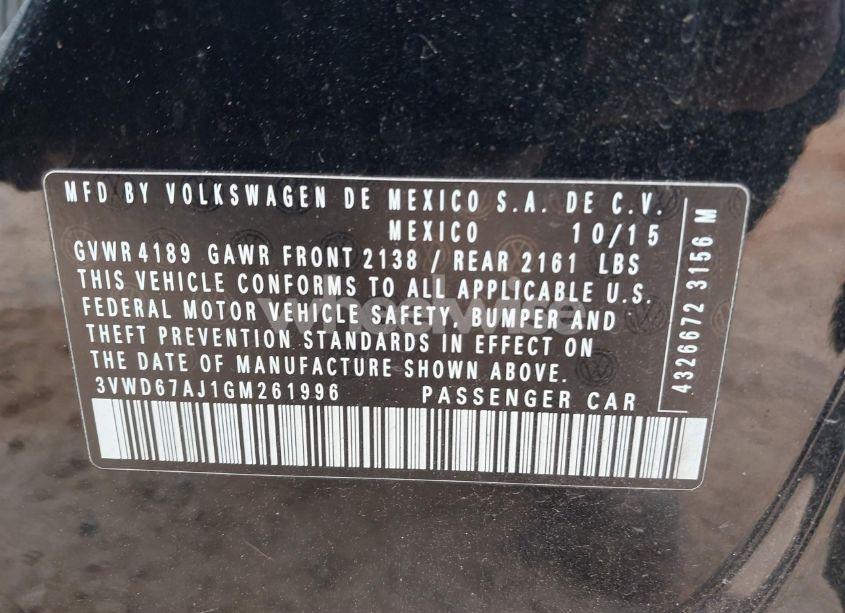 MFD BY VOLKSWAGEN DE MEXICO S.A. DE C.V.
MEXICO 10/15
GVWR 4189 GAWR FRONT 2138 / REAR 2161 LBS
THIS VEHICLE CONFORMS TO ALL APPLICABLE U.S.
FEDERAL MOTOR VEHICLE SAFETY, BUMPER AND
THEFT PREVENTION STANDARDS IN EFFECT ON
THE DATE OF MANUFACTURE SHOWN ABOVE.
3VWD67AJ1GM261996 PASSENGER CAR
4326672 3156 M
wheelwise